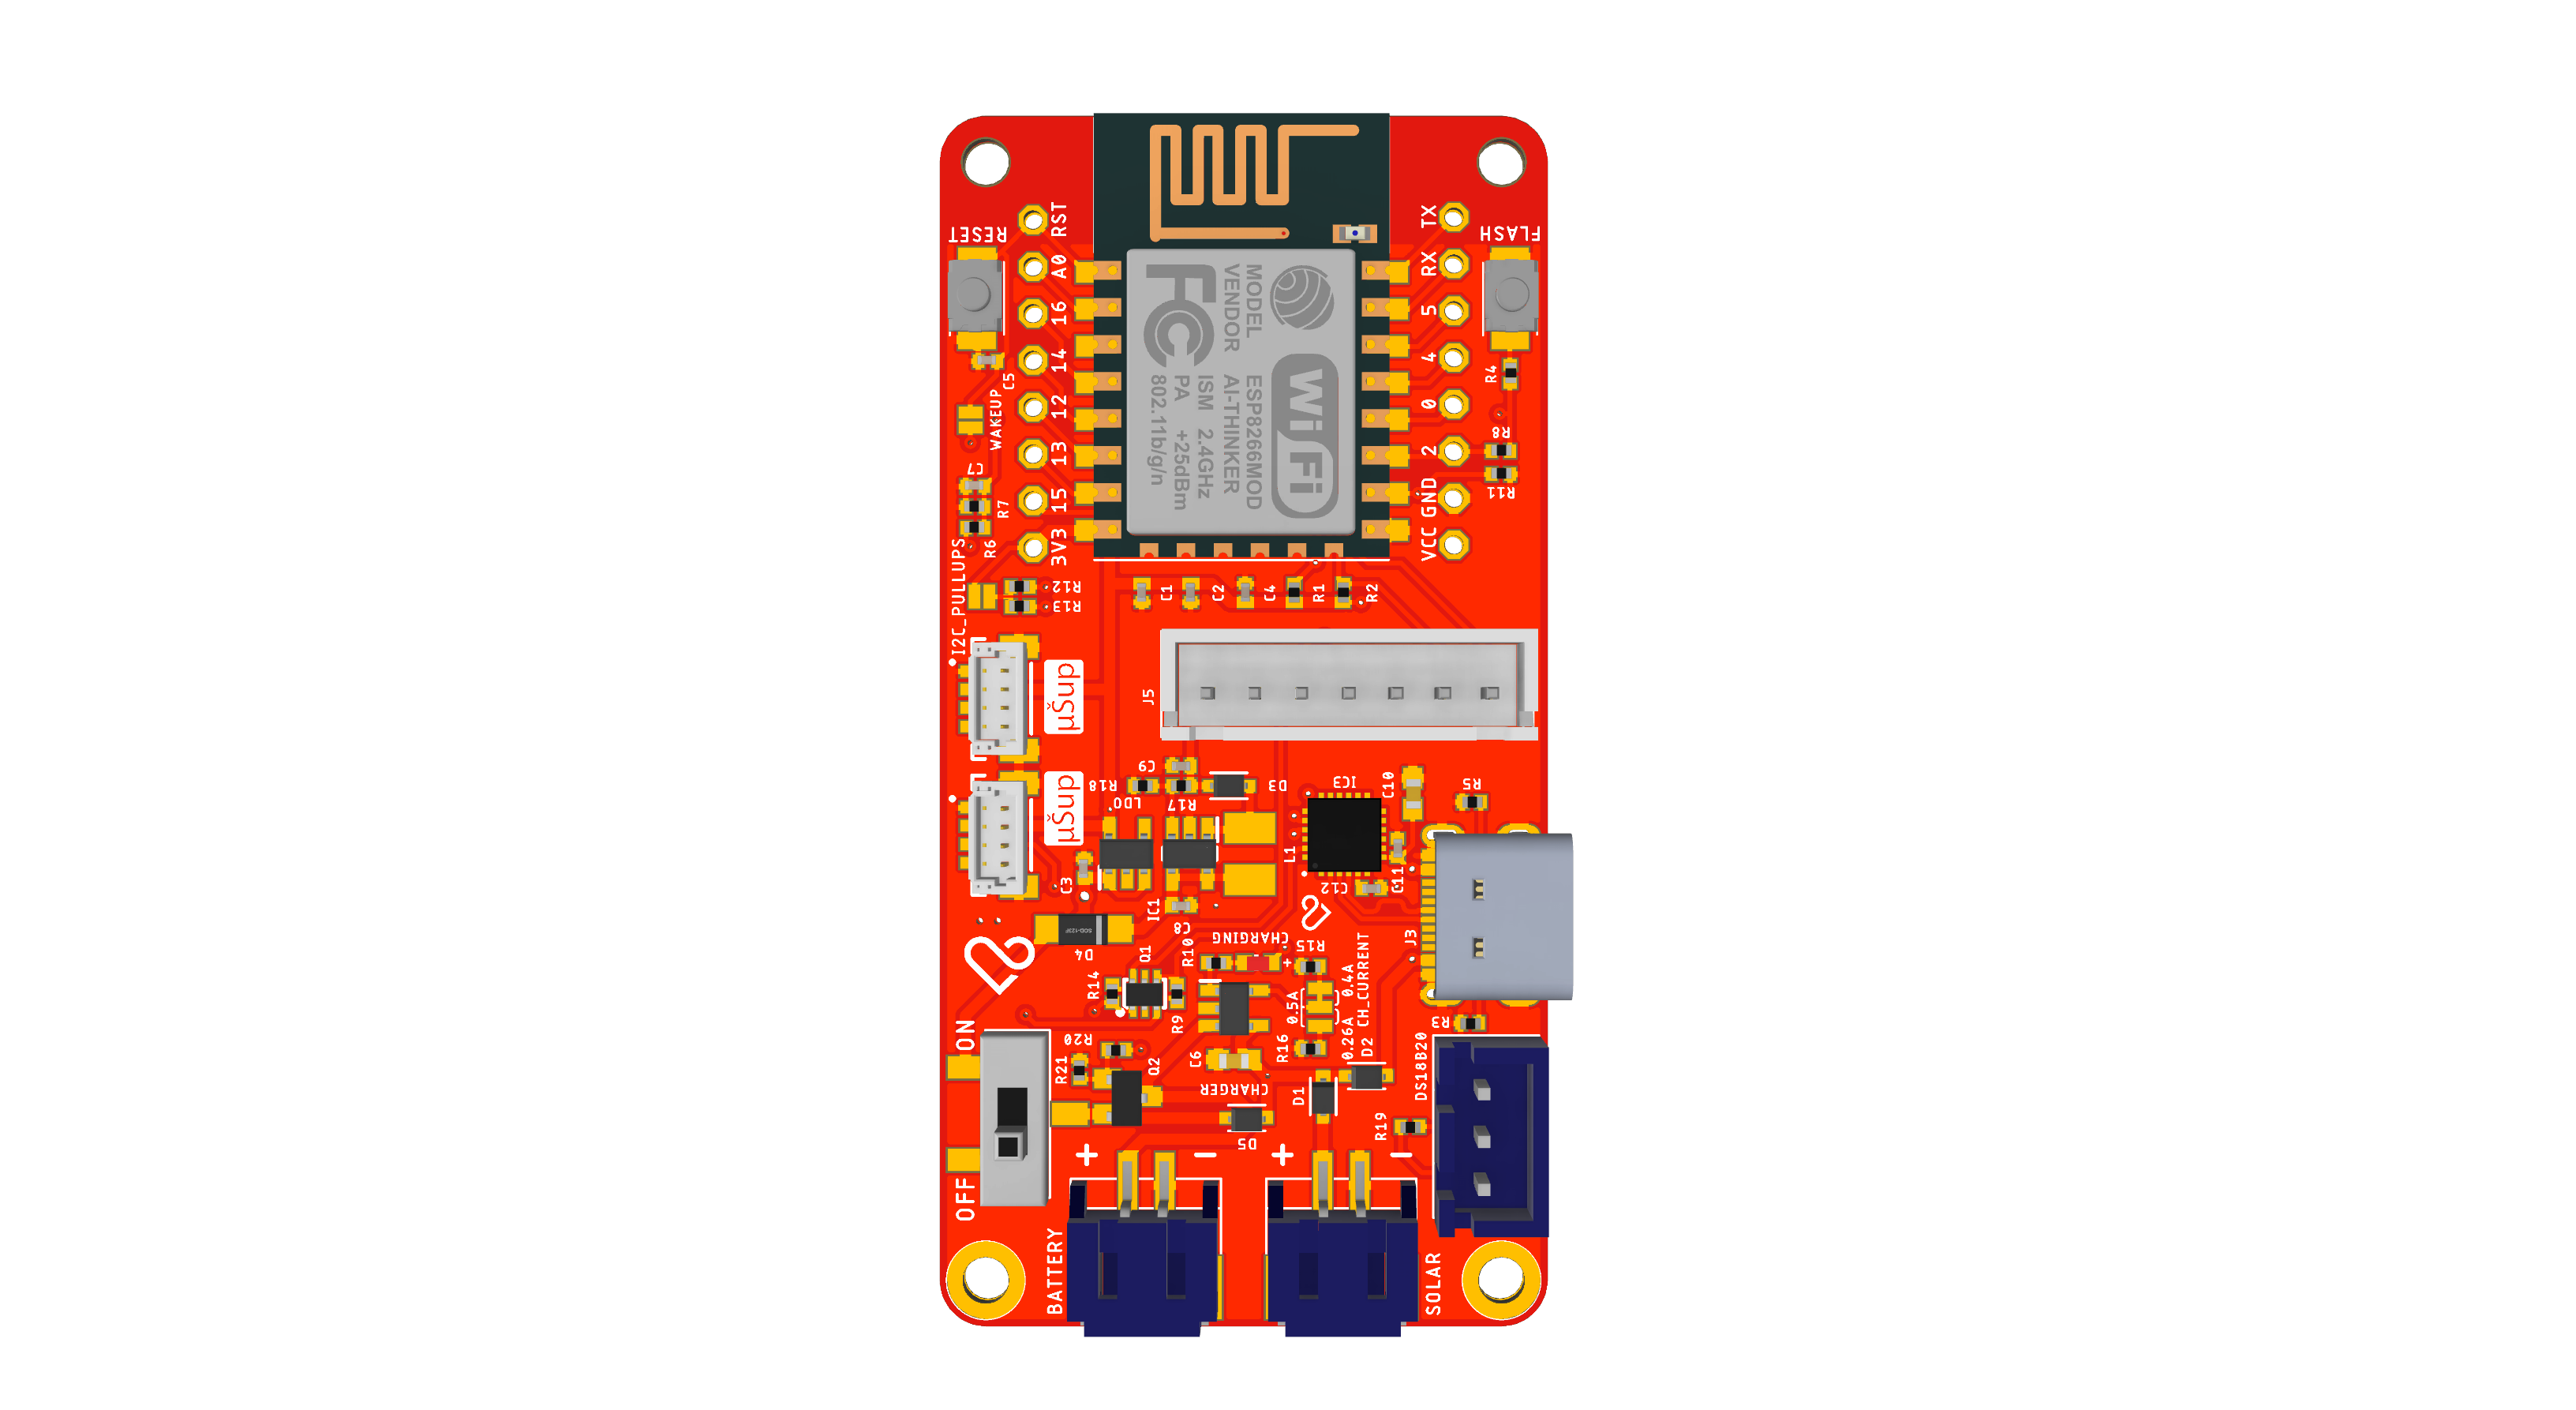 RESET
RST
A0
16
14
12
13
15
3V3
C5
WAKEUP
C7
R7
R6
I2C_PULLUPS
R12
R13
FC
MODEL
VENDOR
ESP8266MOD
AI-THINKER
ISM 2.4GHz
PA +25dBm
802.11b/g/n
WiFi
TX
RX
5
4
0
2
GND
VCC
FLASH
R4
R8
R11
C1
C2
C4
R1
R2
µŠup
µŠup
J5
C9
R18
LDO
R17
D3
IC3
C10
R5
L1
C11
C12
C3
IC1
C8
D4
SOD-123F
Q1
R14
R9
R10
CHARGING
+
R15
0.5A
0.4A
0.26A
CH_CURRENT
R16
J3
R3
D2
D1
DS18B20
R19
ON
OFF
R20
R21
Q2
C6
CHARGER
D5
+ -
+ -
BATTERY
SOLAR